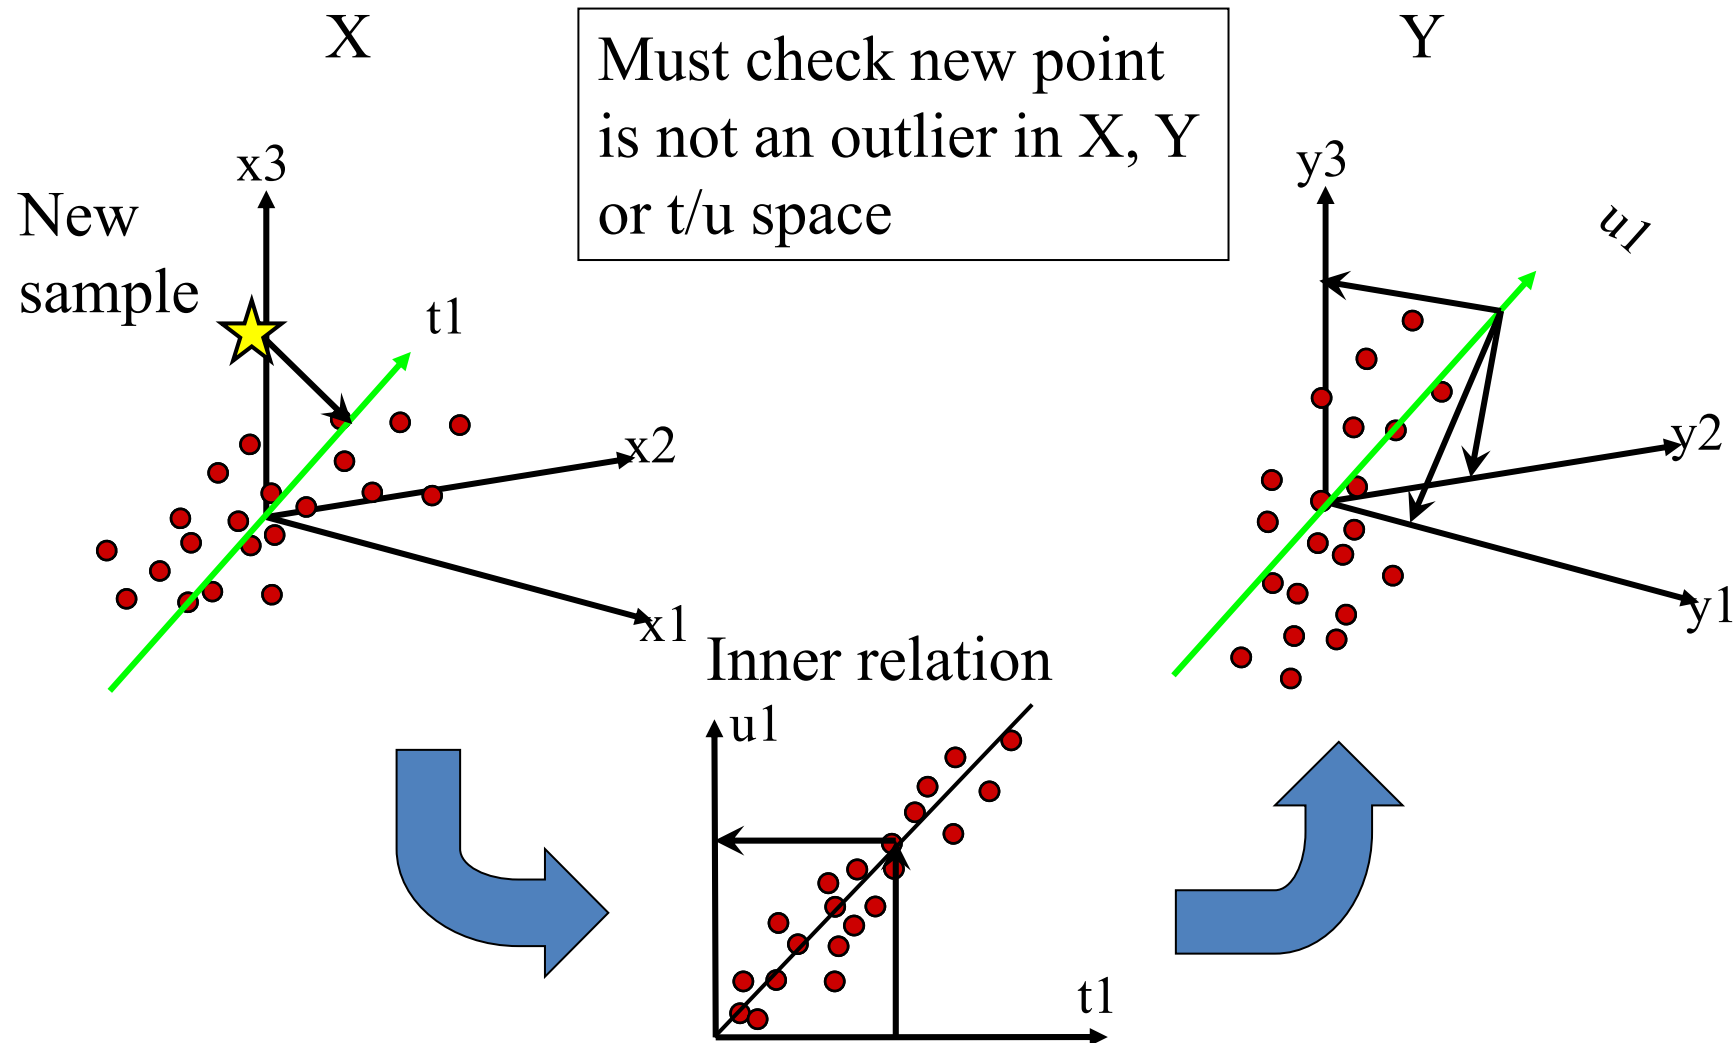 X
Must check new point
is not an outlier in X, Y
or t/u space
Y
x3
New
sample
t1
x2
x1
y3
u1
y2
y1
Inner relation
u1
t1